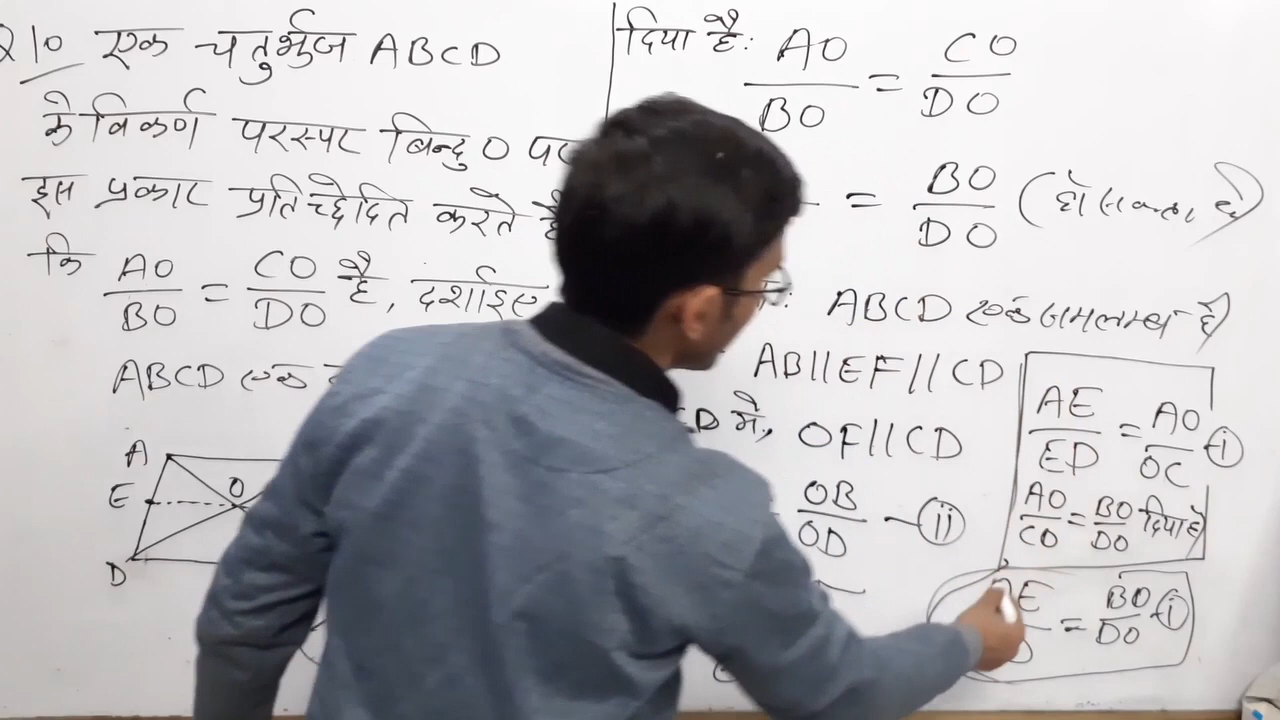 Q10 एक चतुर्भुज ABCD
के विकर्ण परस्पर बिन्दु O पर
इस प्रकार प्रतिच्छेदित करते है
कि AO/BO = CO/DO है, दर्शाइए
ABCD एक
A
E
O
D
दिया है: AO/BO = CO/DO
= BO/DO (हो सकता है)
: ABCD एक समलम्ब है
AB||EF||CD
CD में, OF||CD
OB/OD - (ii)
AE/ED = AO/OC - (i)
AO/CO = BO/DO दिया है
= BO/DO - (i)